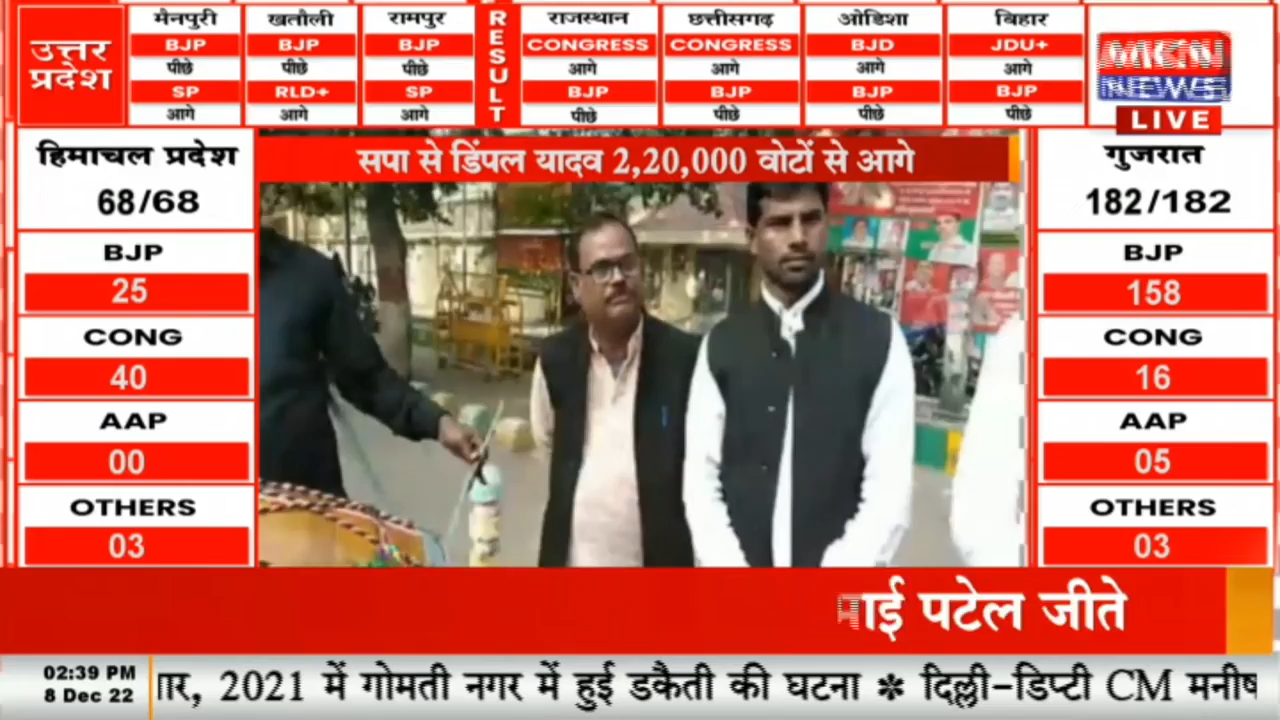 उत्तर प्रदेश
मैनपुरी
BJP
पीछे
SP
आगे
खतौली
BJP
पीछे
RLD+
आगे
रामपुर
BJP
पीछे
SP
आगे
RESULT
राजस्थान
CONGRESS
आगे
BJP
पीछे
छत्तीसगढ़
CONGRESS
आगे
BJP
पीछे
ओडिशा
BJD
आगे
BJP
पीछे
बिहार
JDU+
आगे
BJP
पीछे
NEWS
LIVE
हिमाचल प्रदेश
68/68
BJP
25
CONG
40
AAP
00
OTHERS
03
सपा से डिंपल यादव 2,20,000 वोटों से आगे
गुजरात
182/182
BJP
158
CONG
16
AAP
05
OTHERS
03
पटेल जीते
02:39 PM
8 Dec 22
2021 में गोमती नगर में हुई डकैती की घटना * दिल्ली-डिप्टी CM मनीष